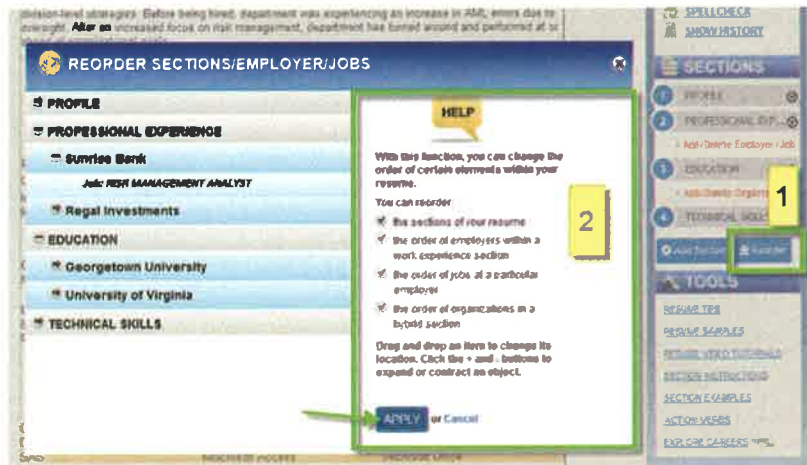 division-level strategies. Before being hired, department was experiencing an increase in AML errors due to
oversight. After an increased focus on risk management, department has turned around and performed at or
REORDER SECTIONS/EMPLOYER/JOBS
PROFILE
PROFESSIONAL EXPERIENCE
Sunrise Bank
Job: RISK MANAGEMENT ANALYST
Regal Investments
EDUCATION
Georgetown University
University of Virginia
TECHNICAL SKILLS
HELP
With this function, you can change the
order of certain elements within your
resume.
You can reorder
the sections of your resume
the order of employers within a
work experience section
the order of jobs at a particular
employer
the order of organizations in a
hybrid section
Drag and drop an item to change its
location. Click the + and - buttons to
expand or contract an object.
APPLY or Cancel
2
SPELLCHECK
SHOW HISTORY
SECTIONS
1 PROFILE
2 PROFESSIONAL EXP...
Add/Delete Employer/Job
3 EDUCATION
Add/Delete
4 TECHNICAL SKILLS
1
Add Section Reorder
TOOLS
RESUME TIPS
RESUME SAMPLES
RESUME VIDEO TUTORIALS
SECTION INSTRUCTIONS
SECTION EXAMPLES
ACTION VERBS
EXPLORE CAREERS